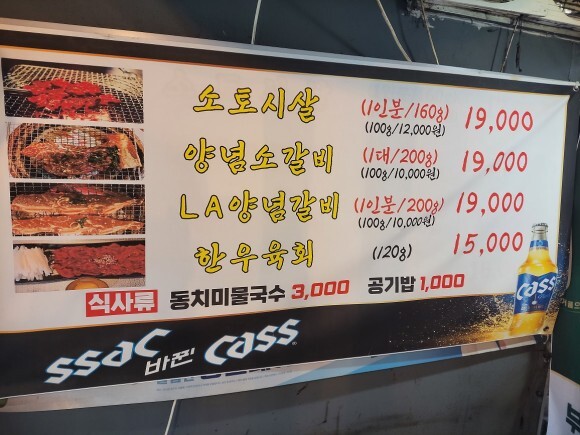 소토시살 (1인분/160g) 19,000
(100g/12,000원)
양념소갈비 (1대/200g) 19,000
(100g/10,000원)
LA양념갈비 (1인분/200g) 19,000
(100g/10,000원)
한우육회 (120g) 15,000
식사류 동치미물국수 3,000 공기밥 1,000
ssac 바뀐 cass
cass